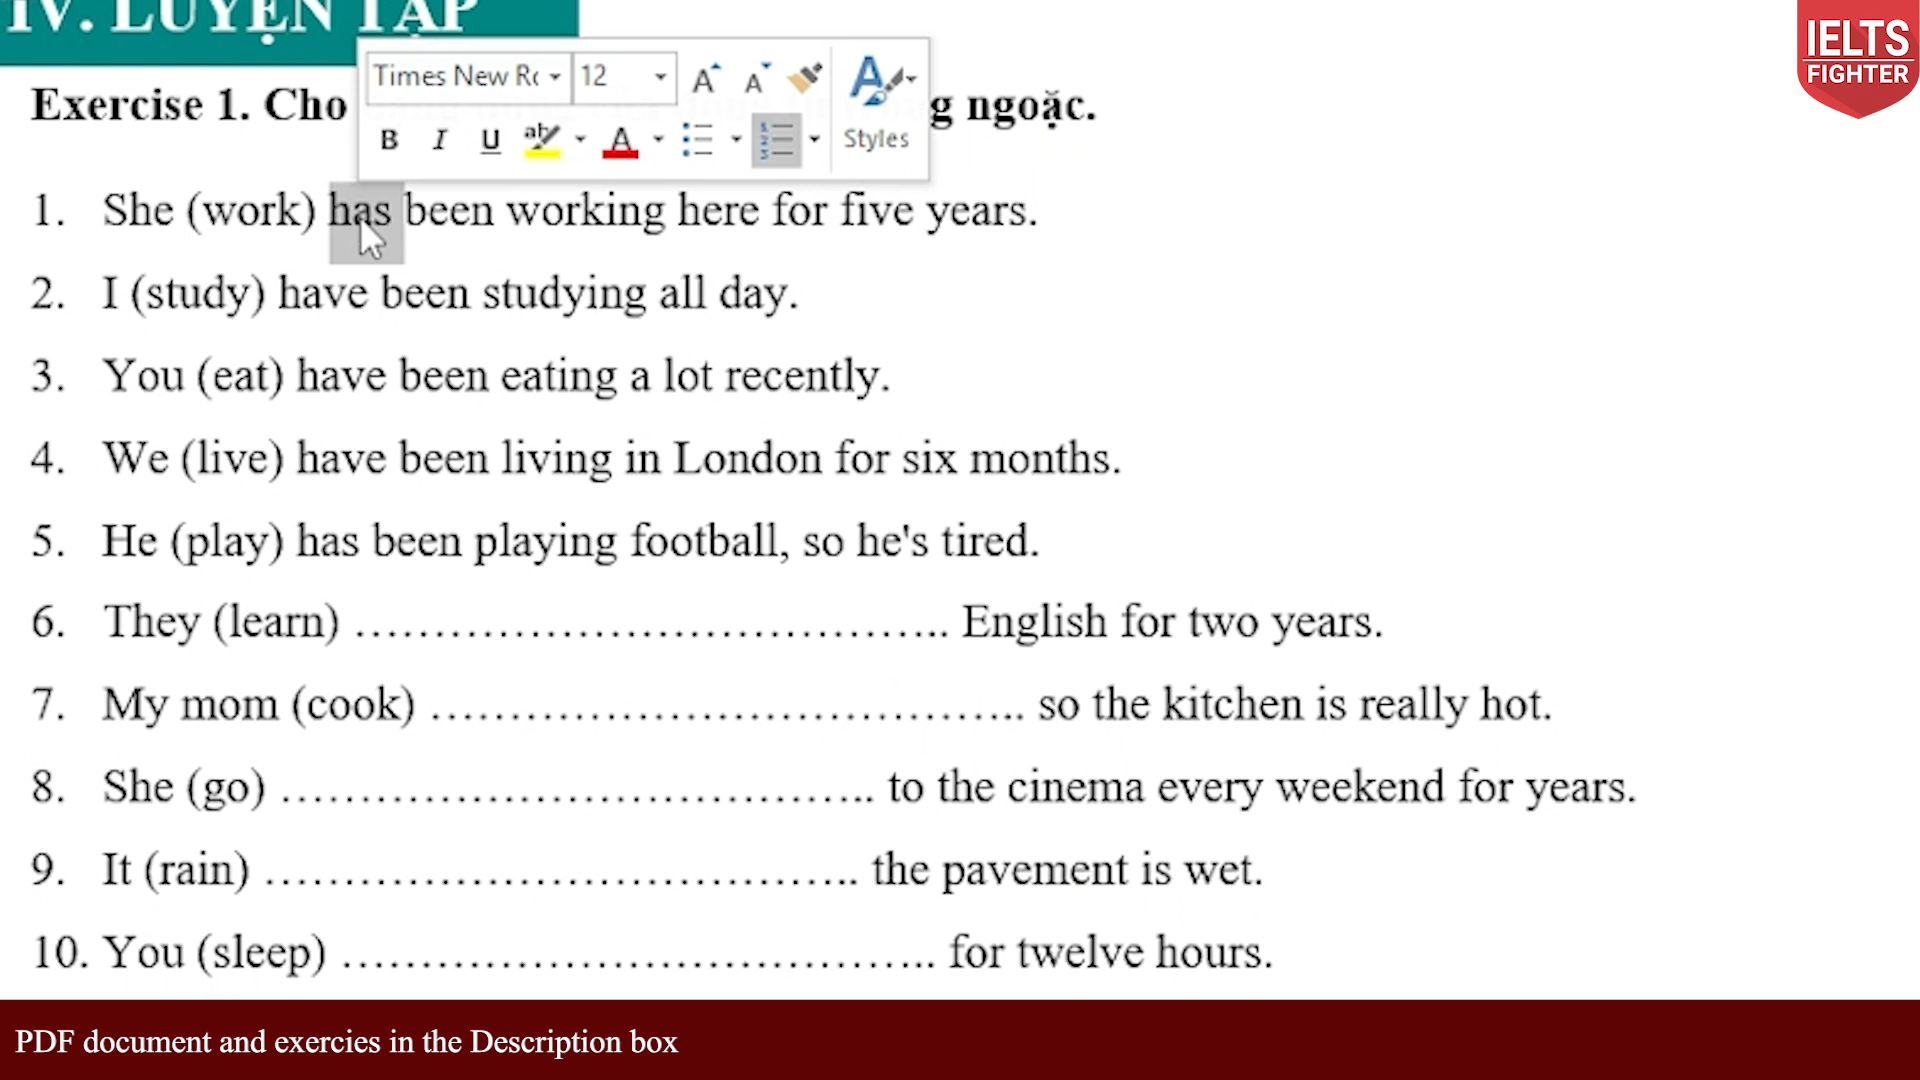 IV. LUYỆN TẬP
IELTS
FIGHTER
Times New Ro 12
Exercise 1. Cho g ngoặc.
B I U ab A Styles
1. She (work) has been working here for five years.
2. I (study) have been studying all day.
3. You (eat) have been eating a lot recently.
4. We (live) have been living in London for six months.
5. He (play) has been playing football, so he's tired.
6. They (learn) ………………………………….. English for two years.
7. My mom (cook) ………………………………….. so the kitchen is really hot.
8. She (go) ………………………………….. to the cinema every weekend for years.
9. It (rain) ………………………………….. the pavement is wet.
10. You (sleep) ………………………………….. for twelve hours.
PDF document and exercies in the Description box